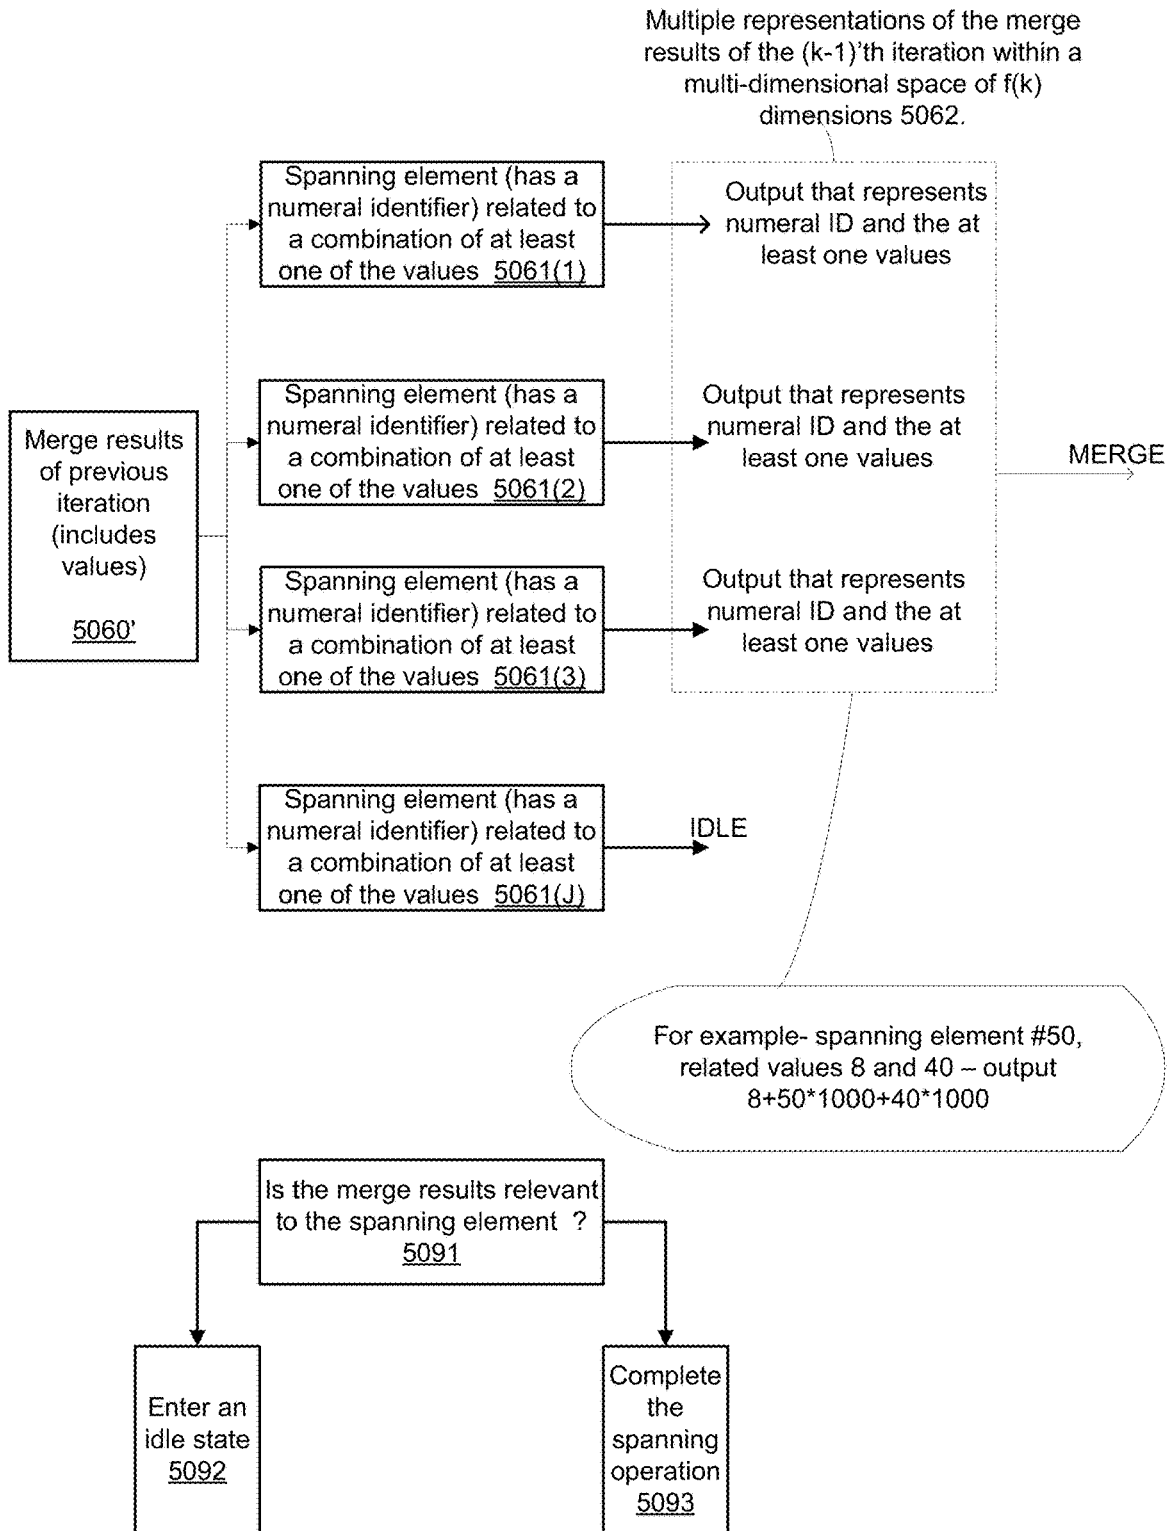 Multiple representations of the merge
results of the (k-1)'th iteration within a
multi-dimensional space of f(k)
dimensions 5062.
Spanning element (has a
numeral identifier) related to
a combination of at least
one of the values 5061(1)
Output that represents
numeral ID and the at
least one values
Spanning element (has a
numeral identifier) related to
a combination of at least
one of the values 5061(2)
Output that represents
numeral ID and the at
least one values
Merge results
of previous
iteration
(includes
values)
5060'
MERGE
Spanning element (has a
numeral identifier) related to
a combination of at least
one of the values 5061(3)
Output that represents
numeral ID and the at
least one values
Spanning element (has a
numeral identifier) related to
a combination of at least
one of the values 5061(J)
IDLE
For example- spanning element #50,
related values 8 and 40 – output
8+50*1000+40*1000
Is the merge results relevant
to the spanning element ?
5091
Enter an
idle state
5092
Complete
the
spanning
operation
5093